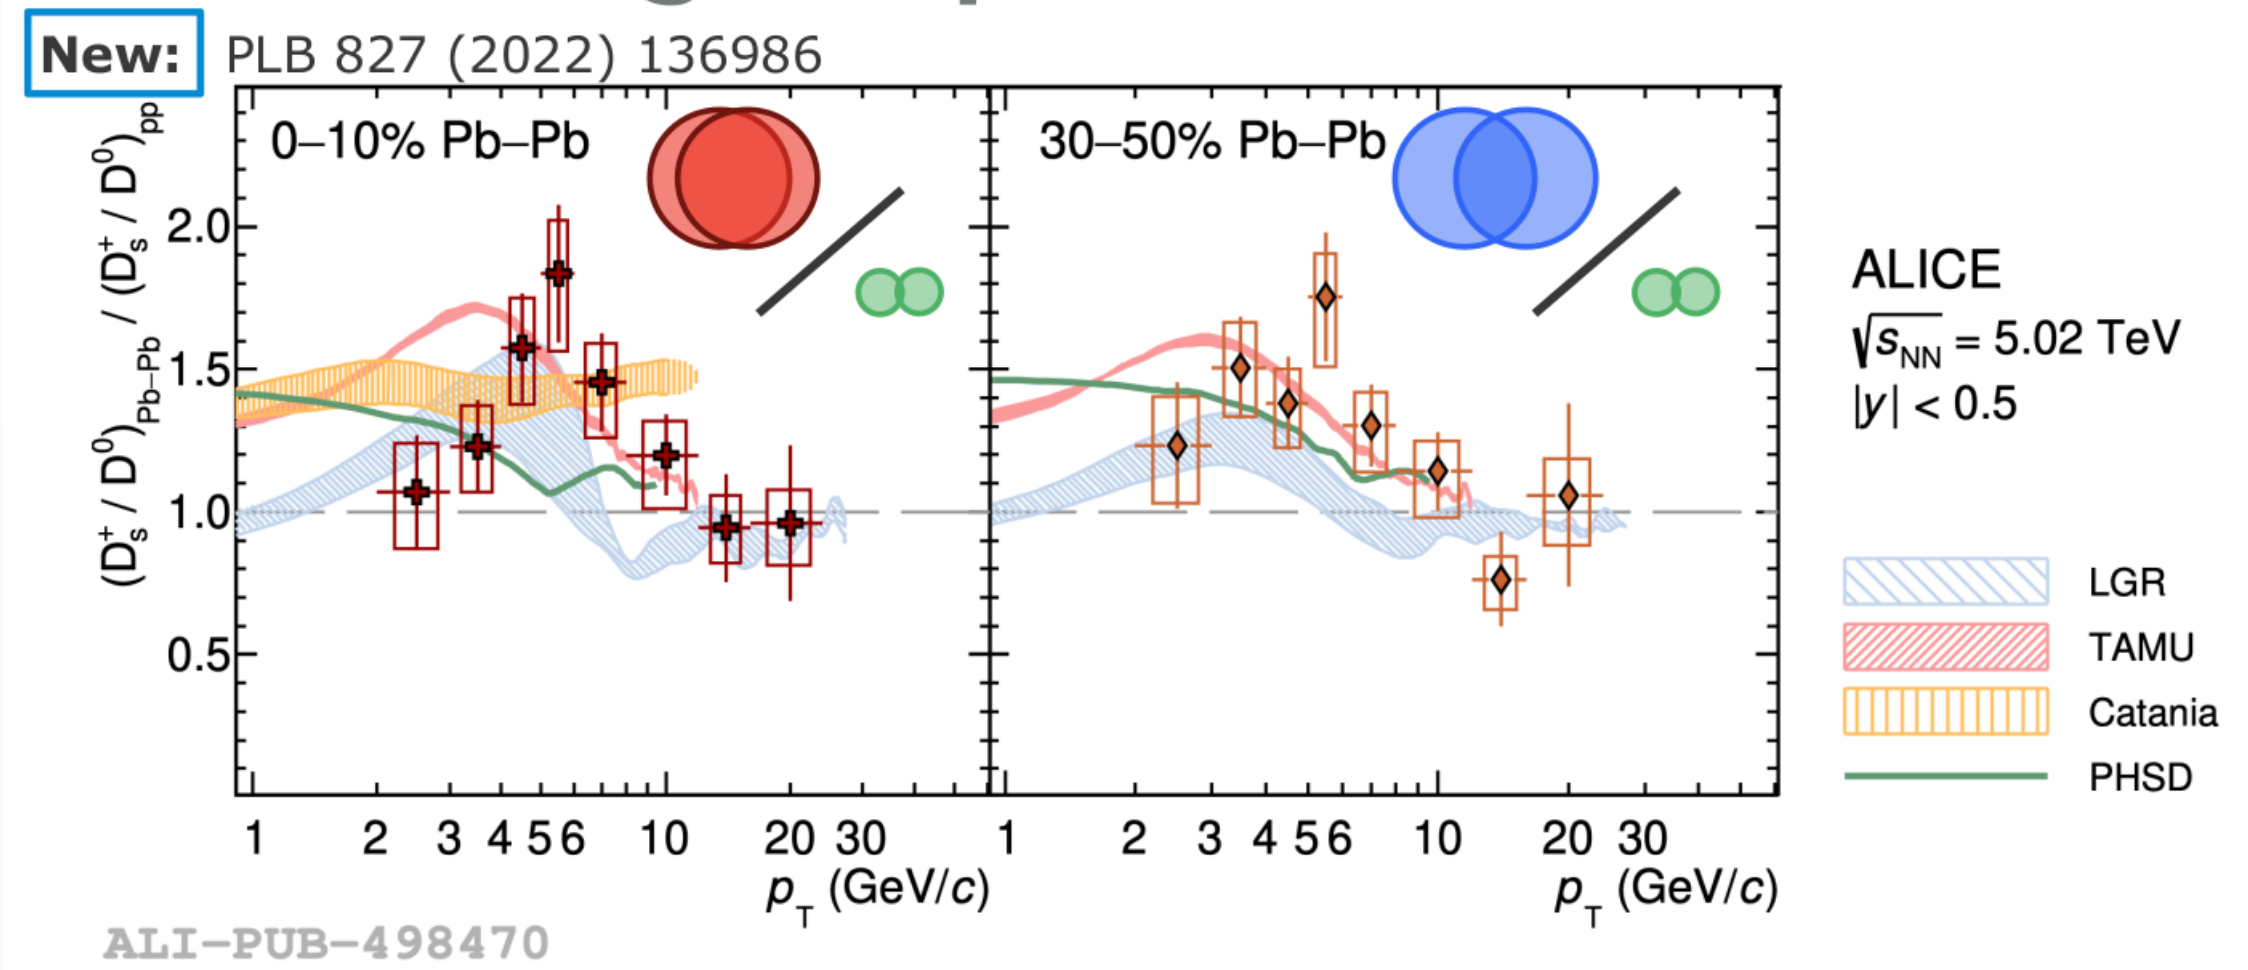 New: PLB 827 (2022) 136986
(D_s^+ / D^0)_{Pb–Pb} / (D_s^+ / D^0)_{pp}
0–10% Pb–Pb
30–50% Pb–Pb
2.0
1.5
1.0
0.5
1 2 3 4 5 6 10 20 30
p_T (GeV/c)
1 2 3 4 5 6 10 20 30
p_T (GeV/c)
ALICE
√s_NN = 5.02 TeV
|y| < 0.5
LGR
TAMU
Catania
PHSD
ALI-PUB-498470